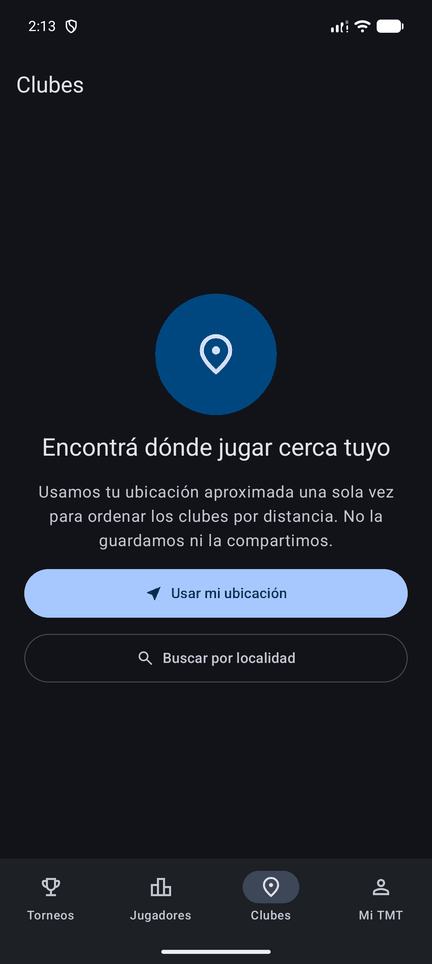 2:13
Clubes
Encontrá dónde jugar cerca tuyo
Usamos tu ubicación aproximada una sola vez
para ordenar los clubes por distancia. No la
guardamos ni la compartimos.
Usar mi ubicación
Buscar por localidad
Torneos
Jugadores
Clubes
Mi TMT